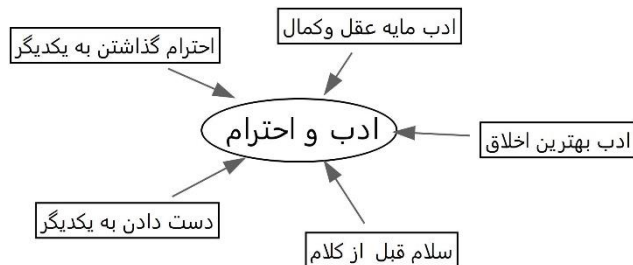 ادب مایه عقل وکمال
احترام گذاشتن به یکدیگر
ادب و احترام
ادب بهترین اخلاق
دست دادن به یکدیگر
سلام قبل از کلام